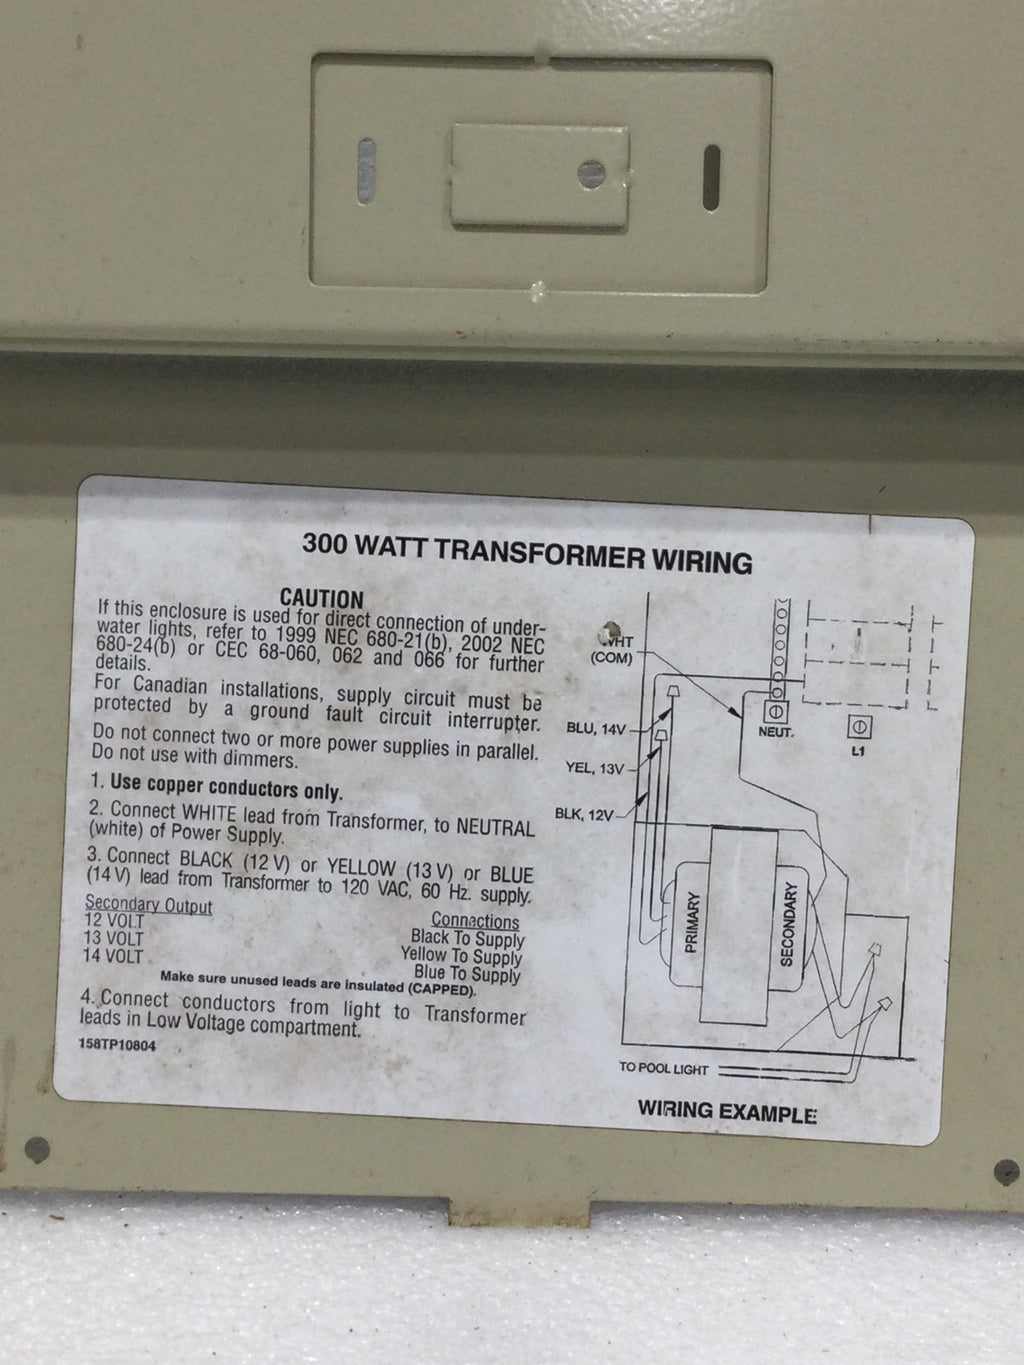 300 WATT TRANSFORMER WIRING
CAUTION
If this enclosure is used for direct connection of under-
water lights, refer to 1999 NEC 680-21(b), 2002 NEC
680-24(b) or CEC 68-060, 062 and 066 for further
details.
For Canadian installations, supply circuit must be
protected by a ground fault circuit interrupter.
Do not connect two or more power supplies in parallel.
Do not use with dimmers.
1. Use copper conductors only.
2. Connect WHITE lead from Transformer, to NEUTRAL
(white) of Power Supply.
3. Connect BLACK (12 V) or YELLOW (13 V) or BLUE
(14 V) lead from Transformer to 120 VAC, 60 Hz. supply.
Secondary Output Connections
12 VOLT Black To Supply
13 VOLT Yellow To Supply
14 VOLT Blue To Supply
Make sure unused leads are insulated (CAPPED).
4. Connect conductors from light to Transformer
leads in Low Voltage compartment.
158TP10804
WHT
(COM)
BLU, 14V
YEL, 13V
BLK, 12V
NEUT.
L1
PRIMARY
SECONDARY
TO POOL LIGHT
WIRING EXAMPLE